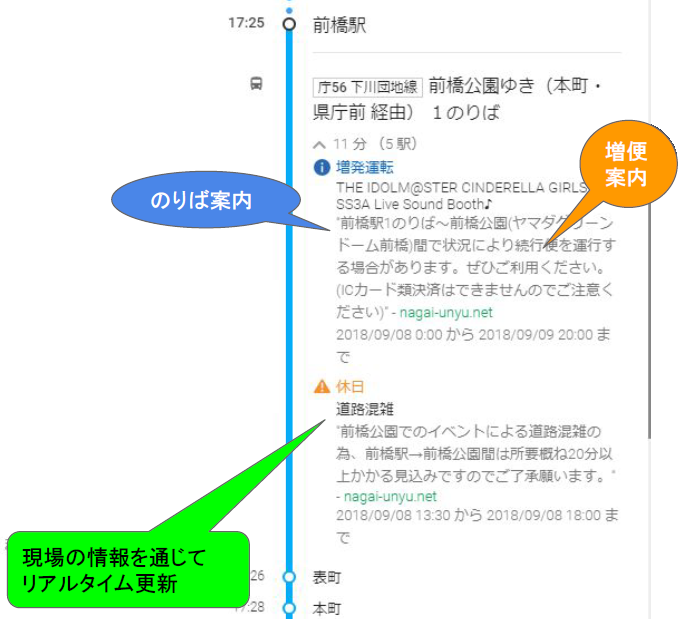 17:25 前橋駅
庁56 下川団地線 前橋公園ゆき（本町・
県庁前 経由） １のりば
11 分 （5 駅）
増発運転
増便
案内
THE IDOLM@STER CINDERELLA GIRLS
SS3A Live Sound Booth♪
のりば案内
"前橋駅1のりば～前橋公園(ヤマダグリーン
ドーム前橋)間で状況により続行便を運行す
る場合があります。ぜひご利用ください。
(ICカード類決済はできませんのでご注意く
ださい)" - nagai-unyu.net
2018/09/08 0:00 から 2018/09/09 20:00 ま
で
休日
道路混雑
"前橋公園でのイベントによる道路混雑の
為、前橋駅→前橋公園間は所要概ね20分以
上かかる見込みですのでご了承願います。"
- nagai-unyu.net
2018/09/08 13:30 から 2018/09/08 18:00 ま
で
現場の情報を通じて
リアルタイム更新
26 表町
17:28 本町